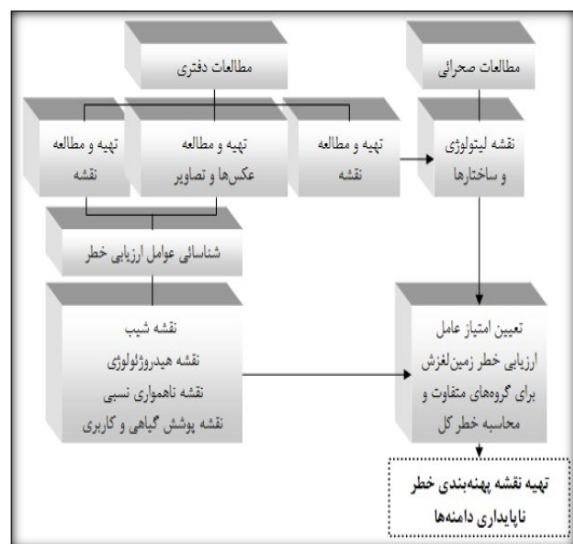 مطالعات صحرائی
مطالعات دفتری
نقشه لیتولوژی
و ساختارها
تهیه و مطالعه
نقشه
تهیه و مطالعه
عکس‌ها و تصاویر
تهیه و مطالعه
نقشه
شناسائی عوامل ارزیابی خطر
تعیین امتیاز عامل
ارزیابی خطر زمین‌لغزش
برای گروه‌های متفاوت و
محاسبه خطر کل
نقشه شیب
نقشه هیدروژئولوژی
نقشه ناهمواری نسبی
نقشه پوشش گیاهی و کاربری
تهیه نقشه پهنه‌بندی خطر
ناپایداری دامنه‌ها